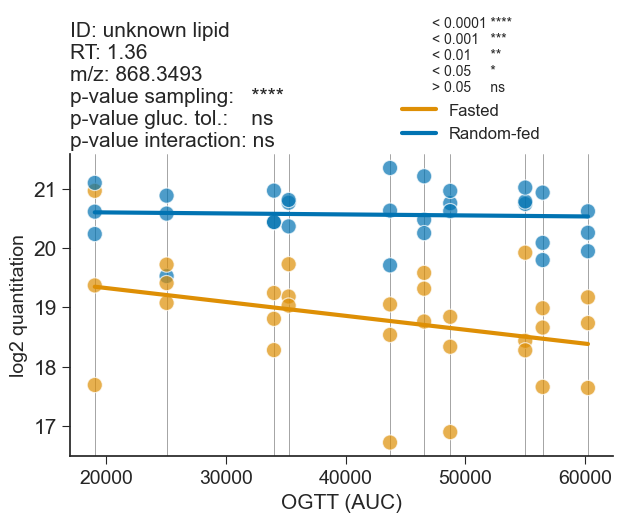 ID: unknown lipid
RT: 1.36
m/z: 868.3493
p-value sampling: ****
p-value gluc. tol.: ns
p-value interaction: ns
< 0.0001 ****
< 0.001 ***
< 0.01 **
< 0.05 *
> 0.05 ns
Fasted
Random-fed
log2 quantitation
21
20
19
18
17
20000 30000 40000 50000 60000
OGTT (AUC)